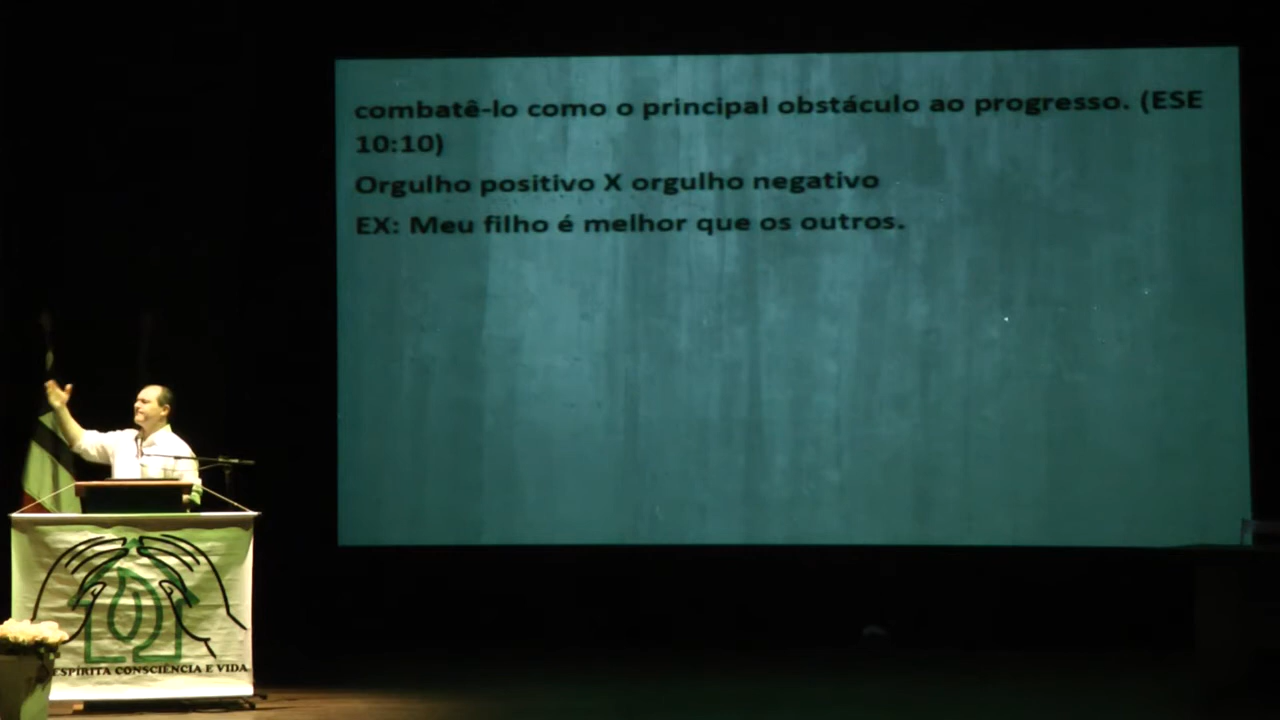 combatê-lo como o principal obstáculo ao progresso. (ESE
10:10)
Orgulho positivo X orgulho negativo
EX: Meu filho é melhor que os outros.
ESPÍRITA CONSCIÊNCIA E VIDA